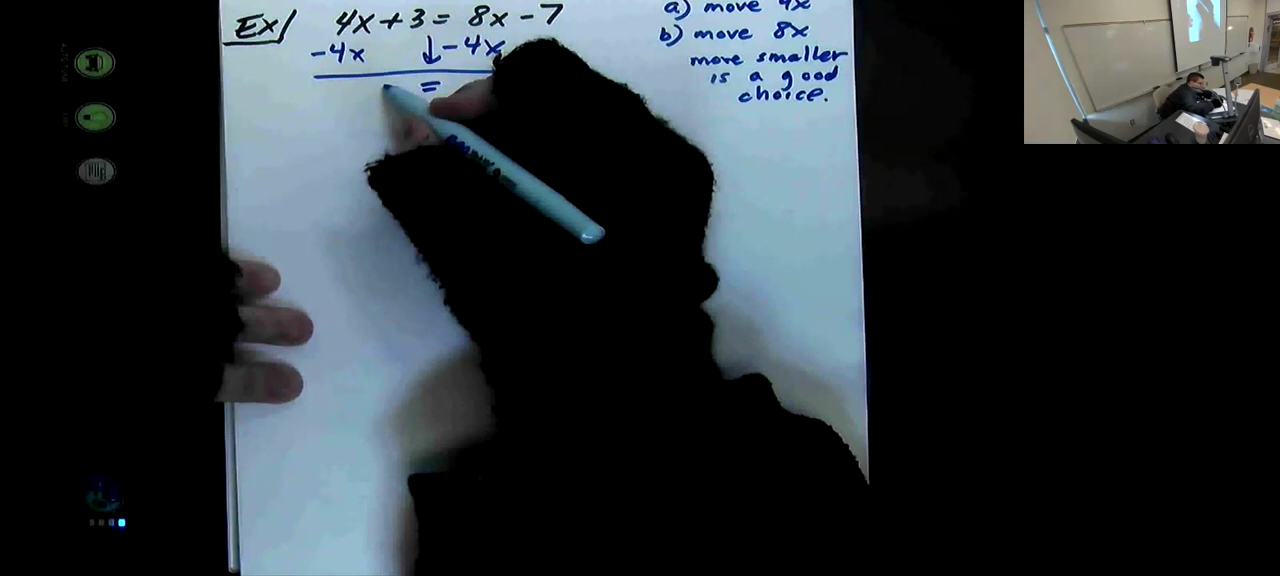 Ex/ 4x + 3 = 8x - 7
-4x ↓ -4x
=
a) move 4x
b) move 8x
move smaller
is a good
choice.